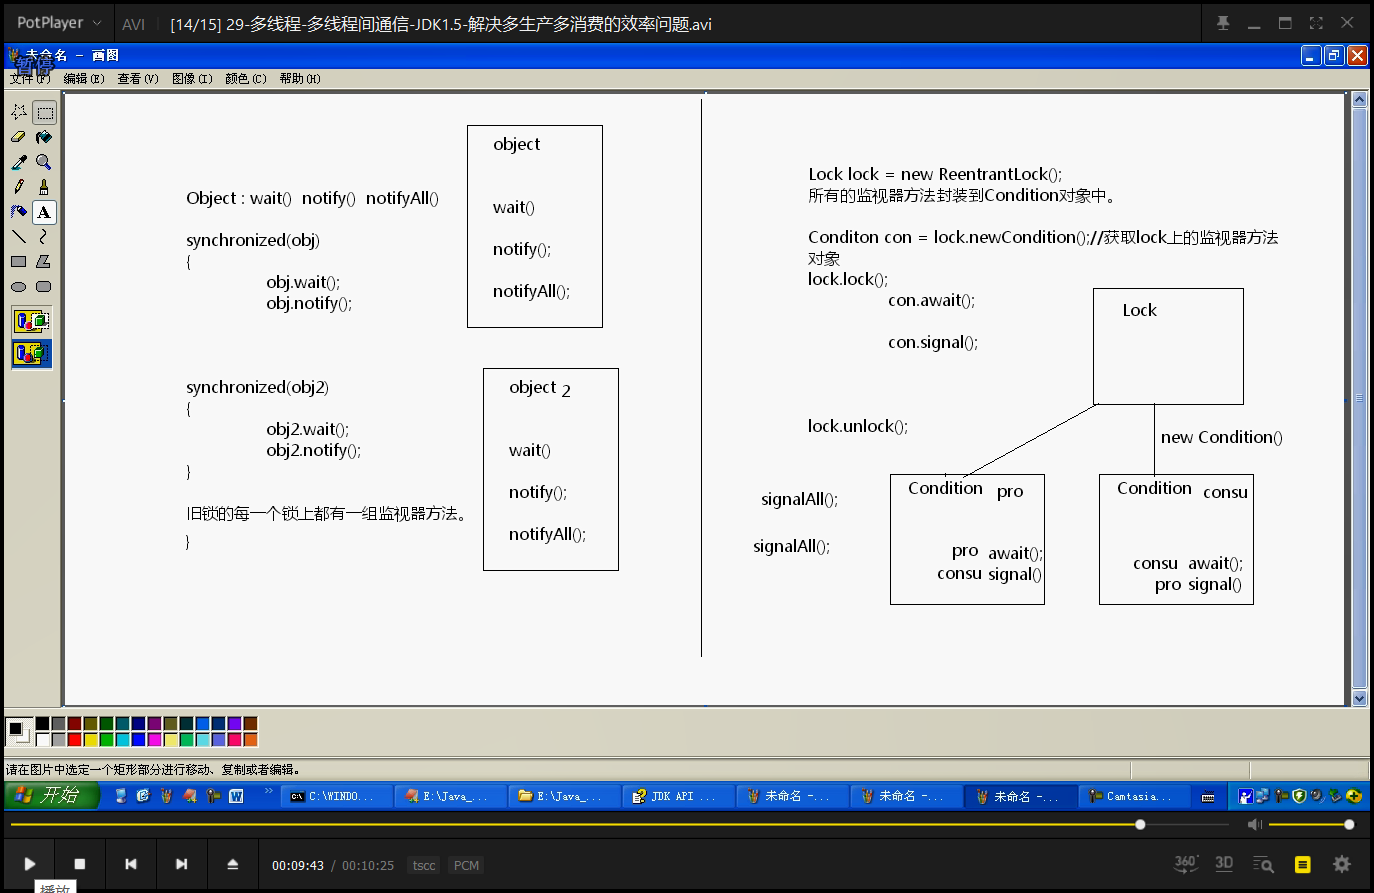 PotPlayer
AVI
[14/15] 29-多线程-多线程间通信-JDK1.5-解决多生产多消费的效率问题.avi
未命名 - 画图
暂停
文件(F) 编辑(E) 查看(V) 图像(I) 颜色(C) 帮助(H)
Object : wait() notify() notifyAll()
synchronized(obj)
{
obj.wait();
obj.notify();
object
wait()
notify();
notifyAll();
synchronized(obj2)
{
obj2.wait();
obj2.notify();
}
旧锁的每一个锁上都有一组监视器方法。
}
object 2
wait()
notify();
notifyAll();
Lock lock = new ReentrantLock();
所有的监视器方法封装到Condition对象中。
Conditon con = lock.newCondition();//获取lock上的监视器方法
对象
lock.lock();
con.await();
con.signal();
lock.unlock();
Lock
new Condition()
signalAll();
signalAll();
Condition pro
pro await();
consu signal()
Condition consu
consu await();
pro signal()
请在图片中选定一个矩形部分进行移动、复制或者编辑。
开始
C:\WINDO...
E:\Java_...
E:\Java_...
JDK API ...
未命名 -...
未命名 -...
未命名 -...
Camtasia...
00:09:43 / 00:10:25
tscc
PCM
360°
3D
播放